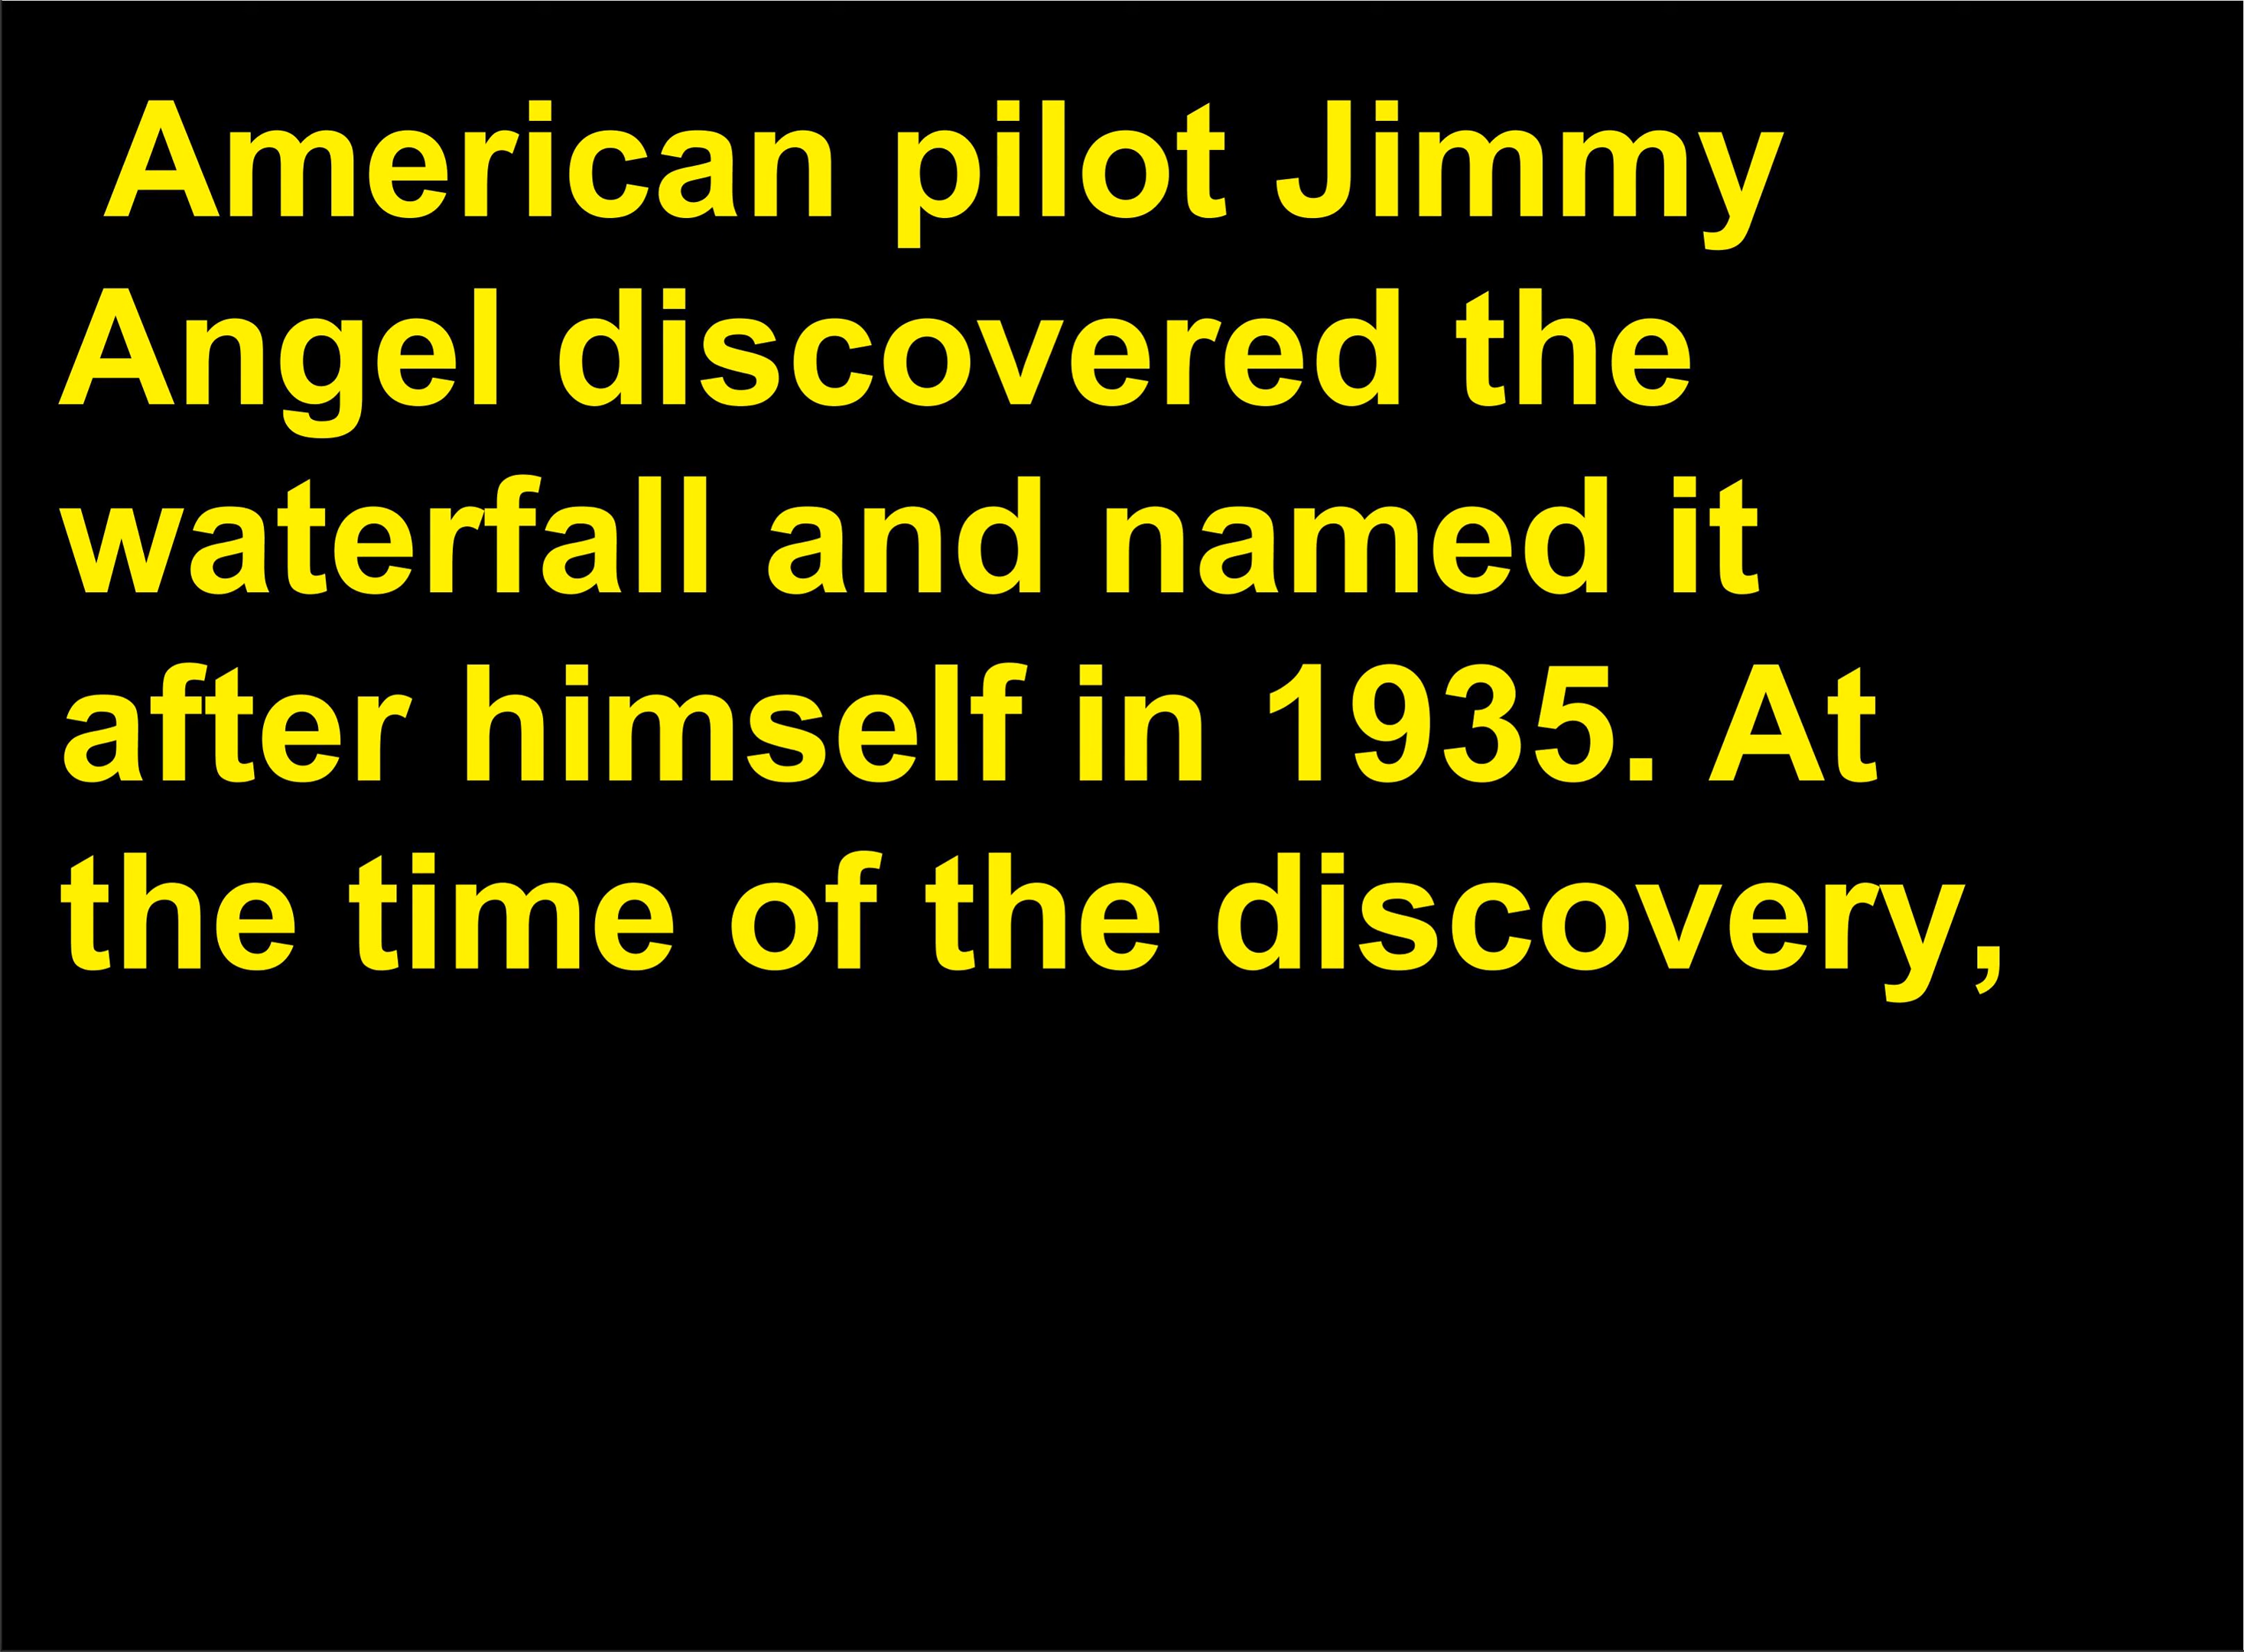 American pilot Jimmy
Angel discovered the
waterfall and named it
after himself in 1935. At
the time of the discovery,